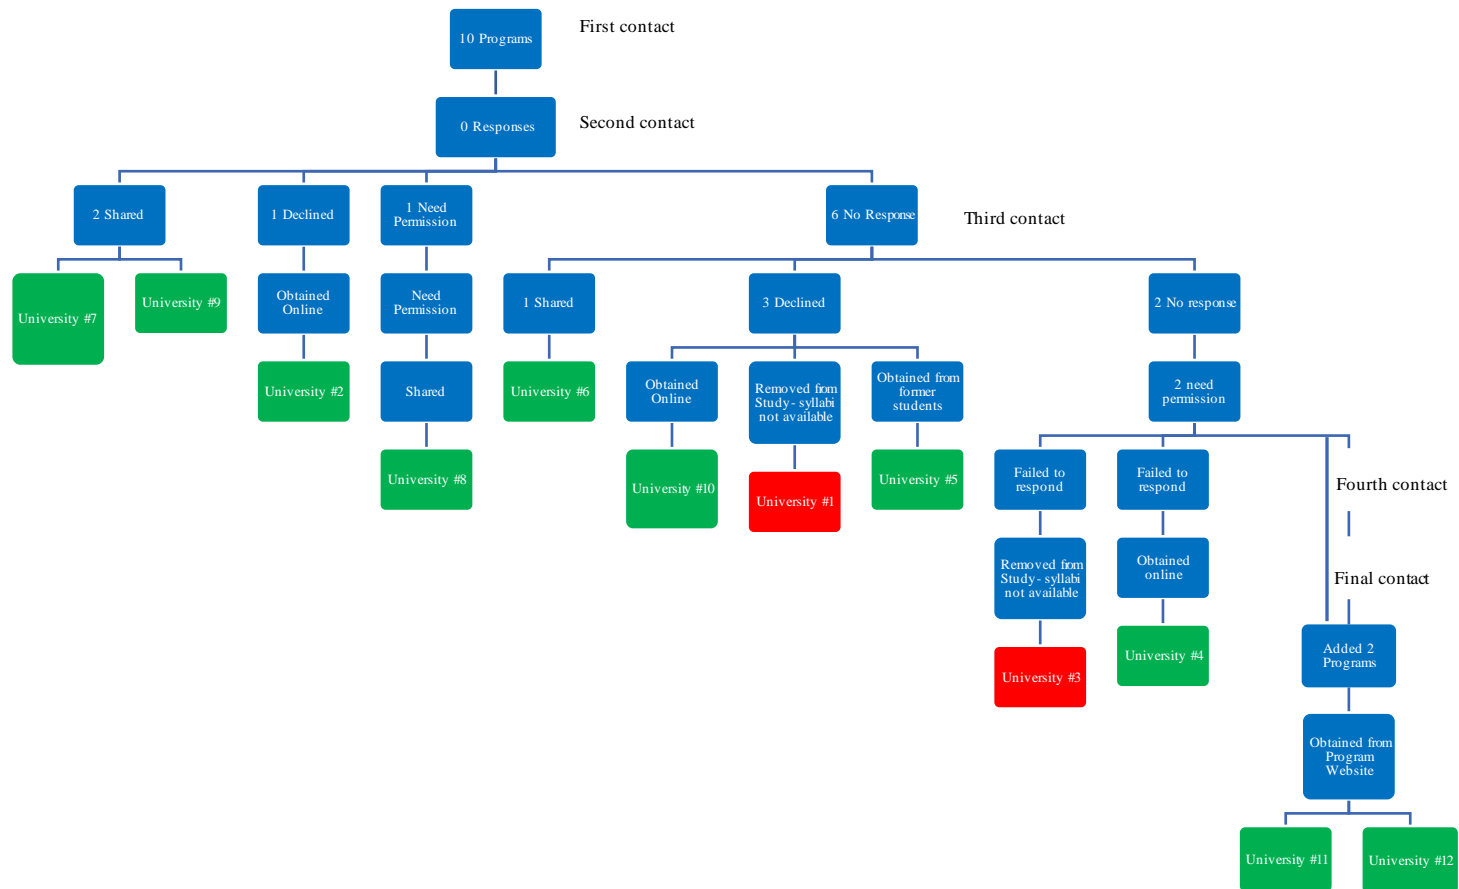 10 Programs
First contact
0 Responses
Second contact
2 Shared
1 Declined
1 Need
Permission
6 No Response
Third contact
University #7
University #9
Obtained
Online
Need
Permission
1 Shared
3 Declined
2 No response
University #2
Shared
University #6
Obtained
Online
Removed from
Study- syllabi
not available
Obtained from
former
students
2 need
permission
University #8
University #10
University #1
University #5
Failed to
respond
Failed to
respond
Fourth contact
Removed from
Study- syllabi
not available
Obtained
online
Final contact
University #3
University #4
Added 2
Programs
Obtained from
Program
Website
University #11
University #12